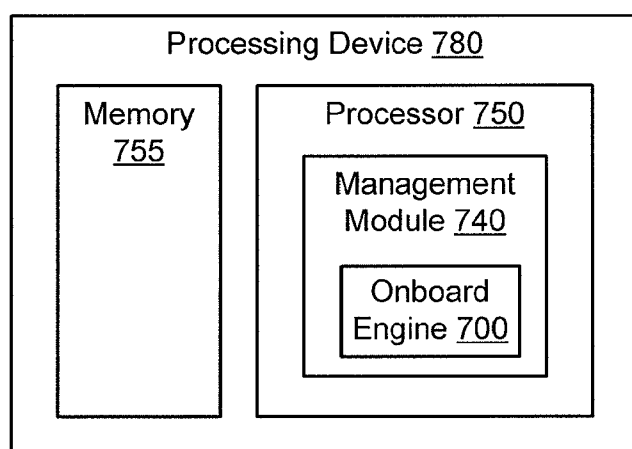 Processing Device 780
Memory
755
Processor 750
Management
Module 740
Onboard
Engine 700